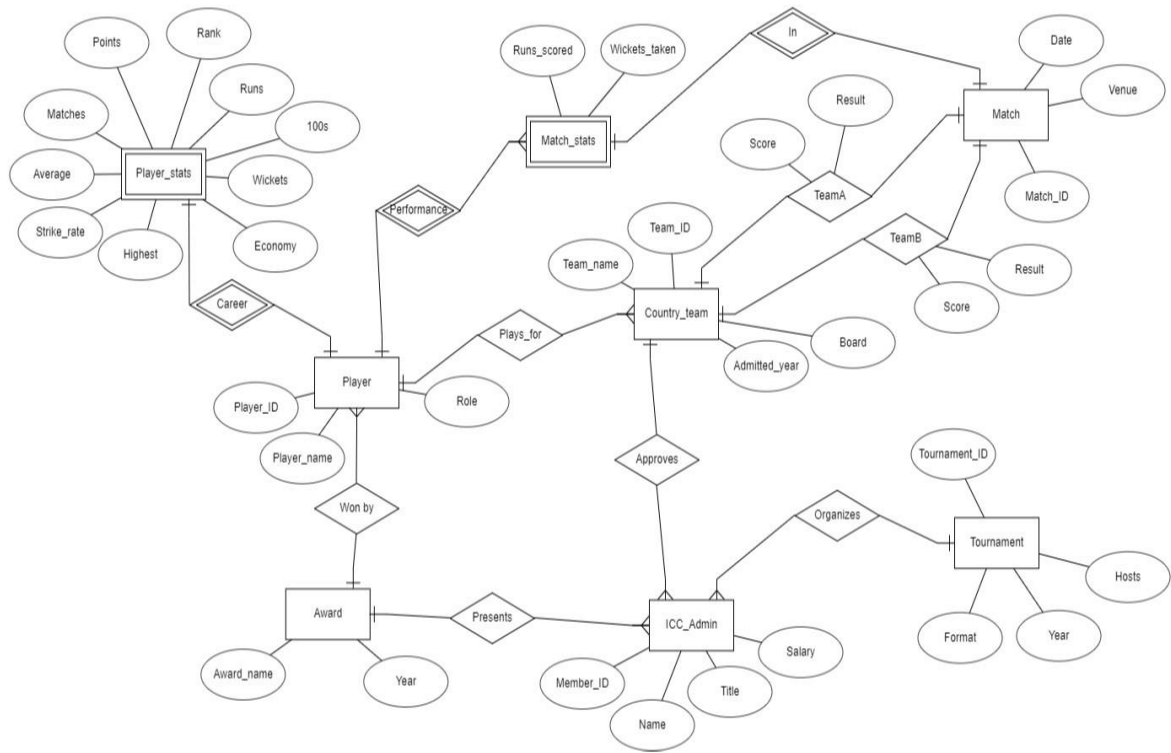 In
Rank
Points
Runs_scored
Wickets_taken
Date
Runs
Venue
Result
Matches
Match
100s
Match_stats
Score
Average
Player_stats
Wickets
TeamA
Match_ID
Performance
Strike_rate
Team_ID
TeamB
Economy
Highest
Team_name
Result
Career
Score
Country_team
Plays_for
Board
Admitted_year
Player
Role
Player_ID
Player_name
Tournament_ID
Approves
Won by
Organizes
Tournament
Hosts
Award
Presents
ICC_Admin
Format
Year
Salary
Award_name
Year
Member_ID
Title
Name